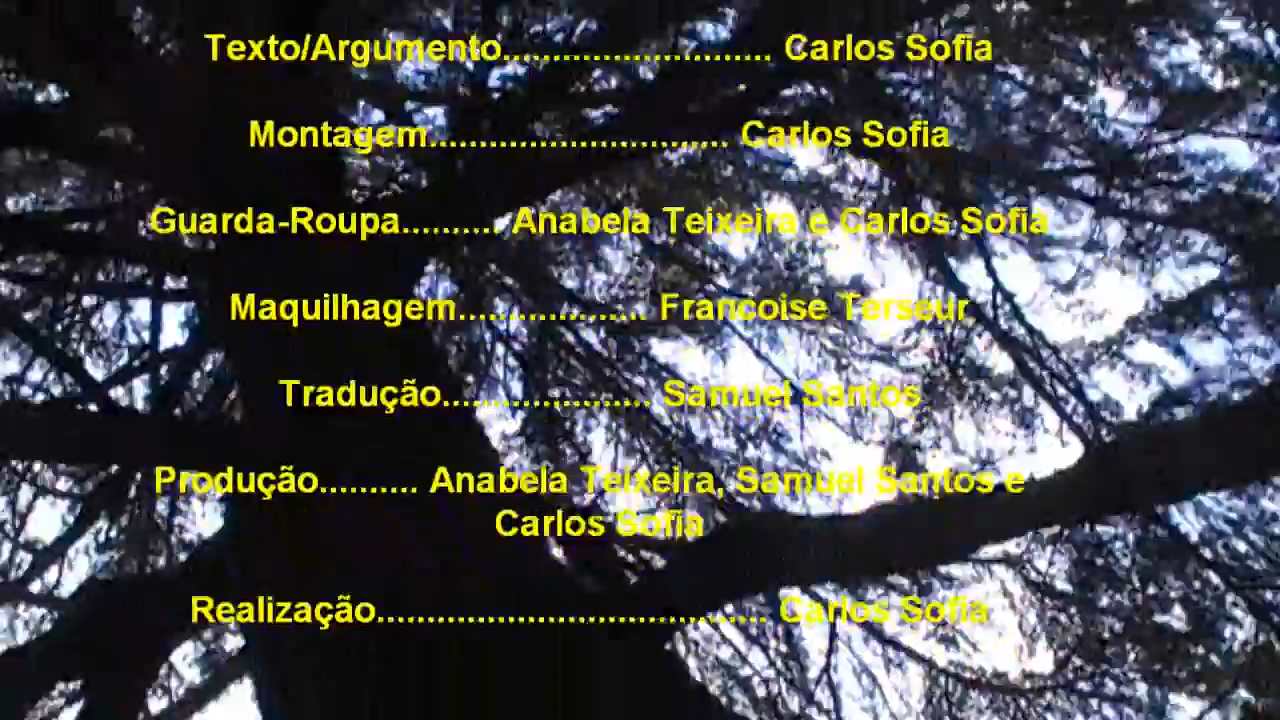 Texto/Argumento........................... Carlos Sofia
Montagem.............................. Carlos Sofia
Guarda-Roupa.......... Anabela Teixeira e Carlos Sofia
Maquilhagem................... Francoise Terseur
Tradução..................... Samuel Santos
Produção.......... Anabela Teixeira, Samuel Santos e
Carlos Sofia
Realização....................................... Carlos Sofia